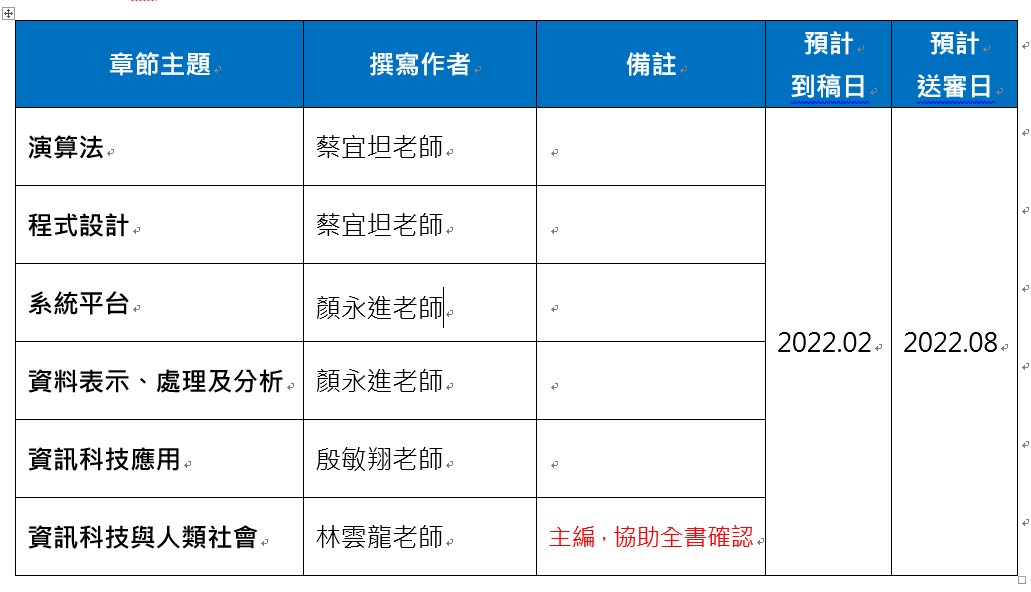 章節主題 撰寫作者 備註 預計到稿日 預計送審日
演算法 蔡宜坦老師
程式設計 蔡宜坦老師
系統平台 顏永進老師
2022.02 2022.08
資料表示、處理及分析 顏永進老師
資訊科技應用 殷敏翔老師
資訊科技與人類社會 林雲龍老師 主編，協助全書確認